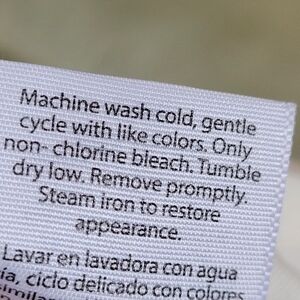 Machine wash cold, gentle
cycle with like colors. Only
non- chlorine bleach. Tumble
dry low. Remove promptly.
Steam iron to restore
appearance.
Lavar en lavadora con agua
ía, ciclo delicado con colores